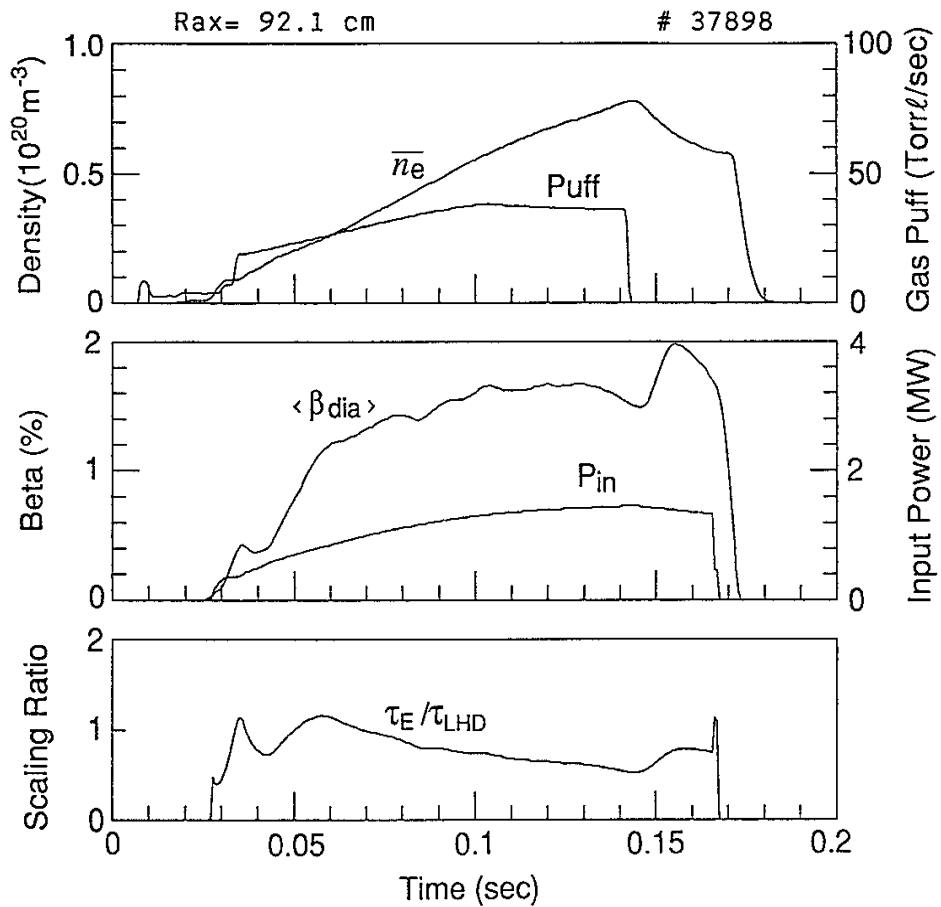 Rax= 92.1 cm # 37898
1.0 100
Density(10²⁰m⁻³) Gas Puff (Torrℓ/sec)
n̅e̅
Puff
0.5 50
0 0
2 4
Beta (%) Input Power (MW)
‹ βdia ›
1 2
Pin
0 0
2
Scaling Ratio
τE/τLHD
1
0
0 0.05 0.1 0.15 0.2
Time (sec)